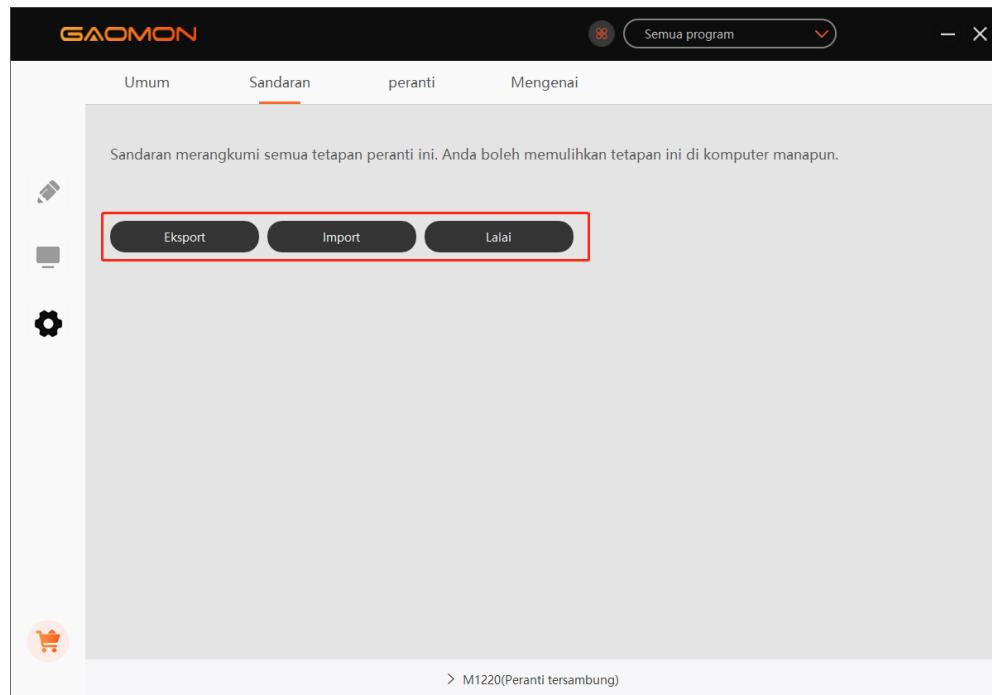 GAOMON
Semua program
Umum Sandaran peranti Mengenai
Sandaran merangkumi semua tetapan peranti ini. Anda boleh memulihkan tetapan ini di komputer manapun.
Eksport Import Lalai
M1220(Peranti tersambung)